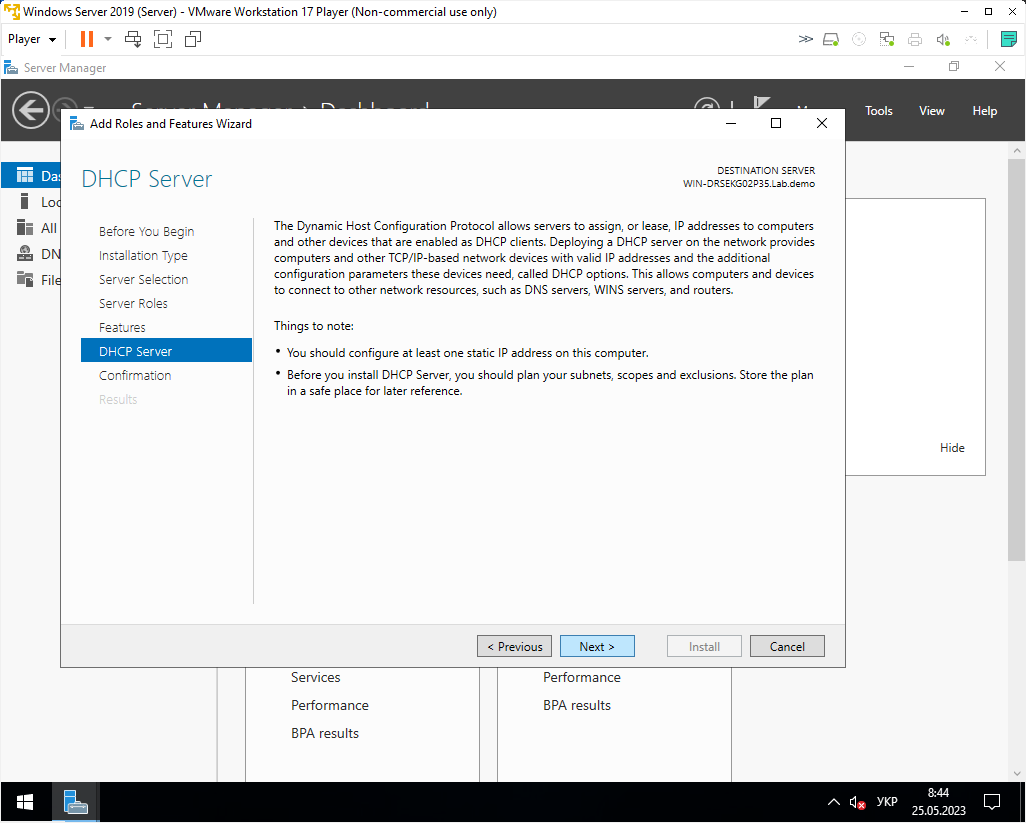 Windows Server 2019 (Server) - VMware Workstation 17 Player (Non-commercial use only)
Player
Server Manager
Tools View Help
Add Roles and Features Wizard
DHCP Server
DESTINATION SERVER
WIN-DRSEKG02P35.Lab.demo
Before You Begin
Installation Type
Server Selection
Server Roles
Features
DHCP Server
Confirmation
Results
The Dynamic Host Configuration Protocol allows servers to assign, or lease, IP addresses to computers
and other devices that are enabled as DHCP clients. Deploying a DHCP server on the network provides
computers and other TCP/IP-based network devices with valid IP addresses and the additional
configuration parameters these devices need, called DHCP options. This allows computers and devices
to connect to other network resources, such as DNS servers, WINS servers, and routers.
Things to note:
• You should configure at least one static IP address on this computer.
• Before you install DHCP Server, you should plan your subnets, scopes and exclusions. Store the plan
in a safe place for later reference.
< Previous
Next >
Install
Cancel
Das
Loc
All
DN
File
Hide
Services
Performance
BPA results
Performance
BPA results
УКР
8:44
25.05.2023